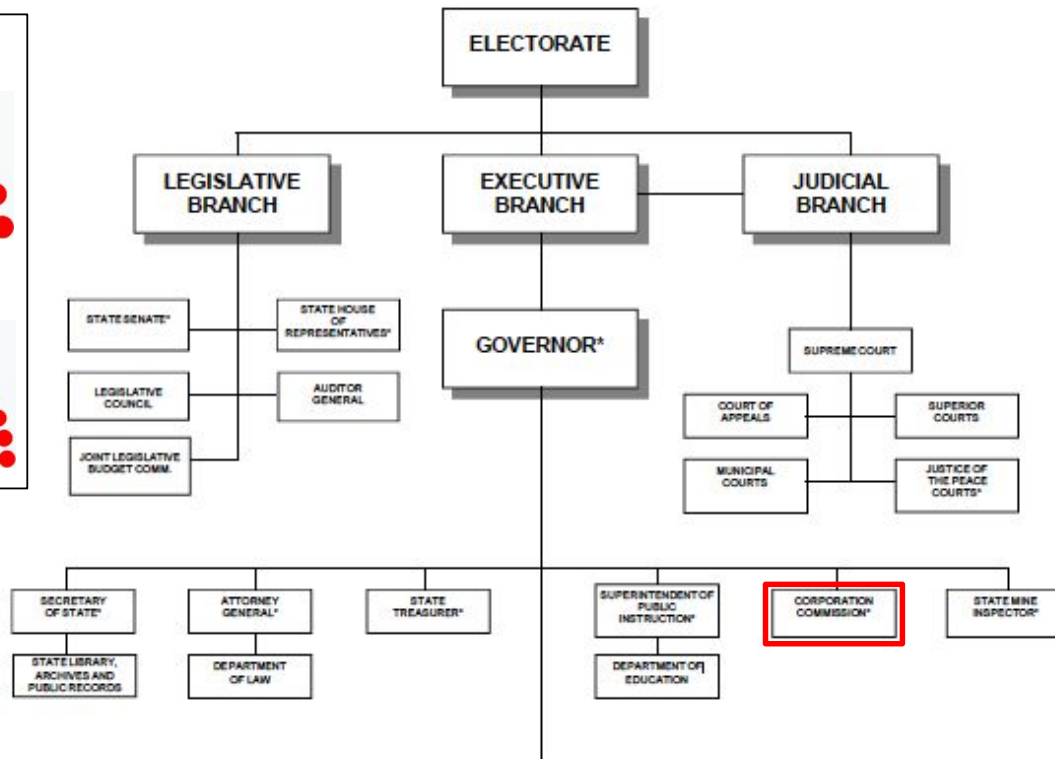 ELECTORATE
LEGISLATIVE
BRANCH
EXECUTIVE
BRANCH
JUDICIAL
BRANCH
STATE SENATE*
STATE HOUSE
OF
REPRESENTATIVES*
GOVERNOR*
SUPREME COURT
LEGISLATIVE
COUNCIL
AUDITOR
GENERAL
COURT OF
APPEALS
SUPERIOR
COURTS
JOINT LEGISLATIVE
BUDGET COMM.
MUNICIPAL
COURTS
JUSTICE OF
THE PEACE
COURTS*
SECRETARY
OF STATE*
ATTORNEY
GENERAL*
STATE
TREASURER*
SUPERINTENDENT OF
PUBLIC
INSTRUCTION*
CORPORATION
COMMISSION*
STATE MINE
INSPECTOR*
STATE LIBRARY,
ARCHIVES AND
PUBLIC RECORDS
DEPARTMENT
OF LAW
DEPARTMENT OF
EDUCATION